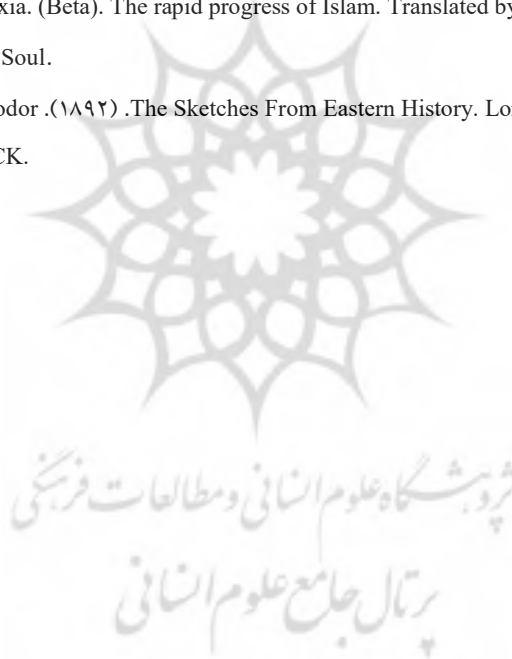 xia. (Beta). The rapid progress of Islam. Translated by
Soul.
odor .(۱۸۹۲) .The Sketches From Eastern History. Lo
CK.
پژوهشگاه علوم انسانی و مطالعات فرهنگی
پرتال جامع علوم انسانی